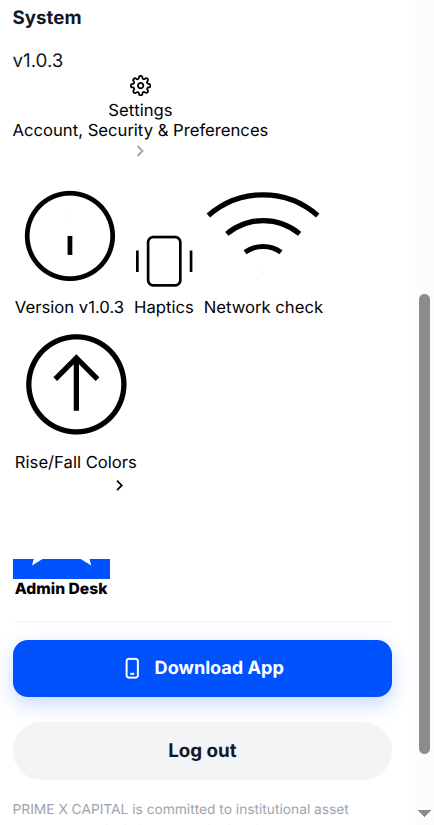 System
v1.0.3
Settings
Account, Security & Preferences
Version v1.0.3 Haptics Network check
Rise/Fall Colors
Admin Desk
Download App
Log out
PRIME X CAPITAL is committed to institutional asset